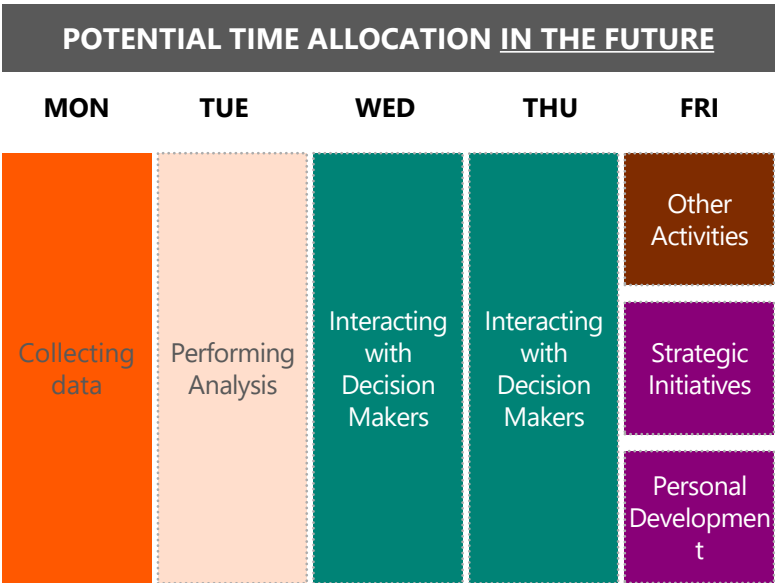 POTENTIAL TIME ALLOCATION IN THE FUTURE
MON TUE WED THU FRI
Collecting
data
Performing
Analysis
Interacting
with
Decision
Makers
Interacting
with
Decision
Makers
Other
Activities
Strategic
Initiatives
Personal
Developmen
t